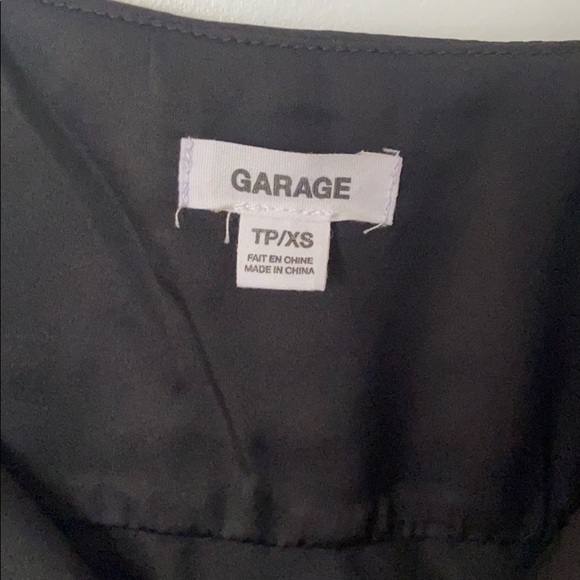 GARAGE
TP/XS
FAIT EN CHINE
MADE IN CHINA